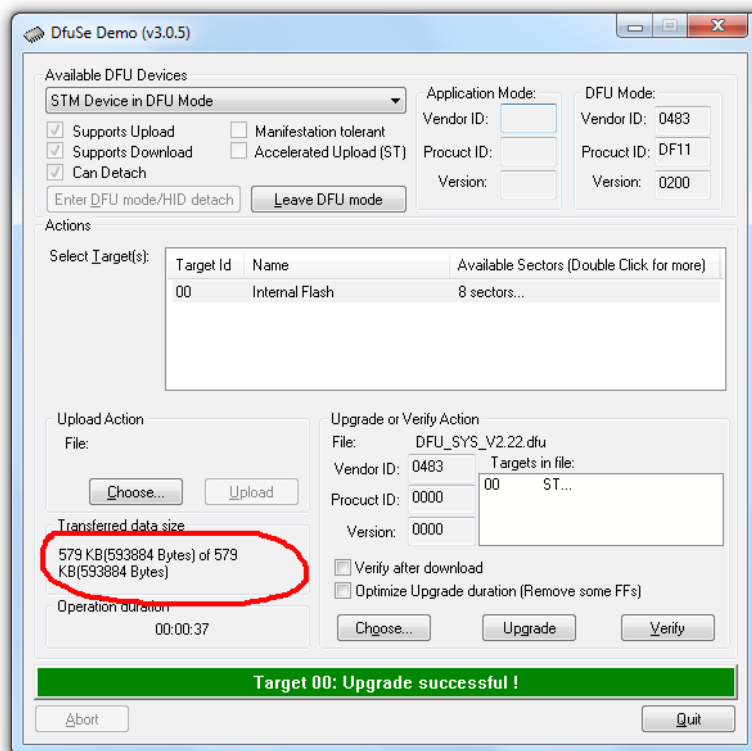 DfuSe Demo (v3.0.5)
Available DFU Devices
STM Device in DFU Mode
Supports Upload
Manifestation tolerant
Supports Download
Accelerated Upload (ST)
Can Detach
Enter DFU mode/HID detach
Leave DFU mode
Application Mode:
Vendor ID:
Procuct ID:
Version:
DFU Mode:
Vendor ID: 0483
Procuct ID: DF11
Version: 0200
Actions
Select Target(s):
Target Id Name Available Sectors (Double Click for more)
00 Internal Flash 8 sectors...
Upload Action
File:
Choose... Upload
Transferred data size
579 KB(593884 Bytes) of 579
KB(593884 Bytes)
Operation duration
00:00:37
Upgrade or Verify Action
File: DFU_SYS_V2.22.dfu
Vendor ID: 0483
Procuct ID: 0000
Version: 0000
Targets in file:
00 ST...
Verify after download
Optimize Upgrade duration (Remove some FFs)
Choose... Upgrade Verify
Target 00: Upgrade successful !
Abort Quit